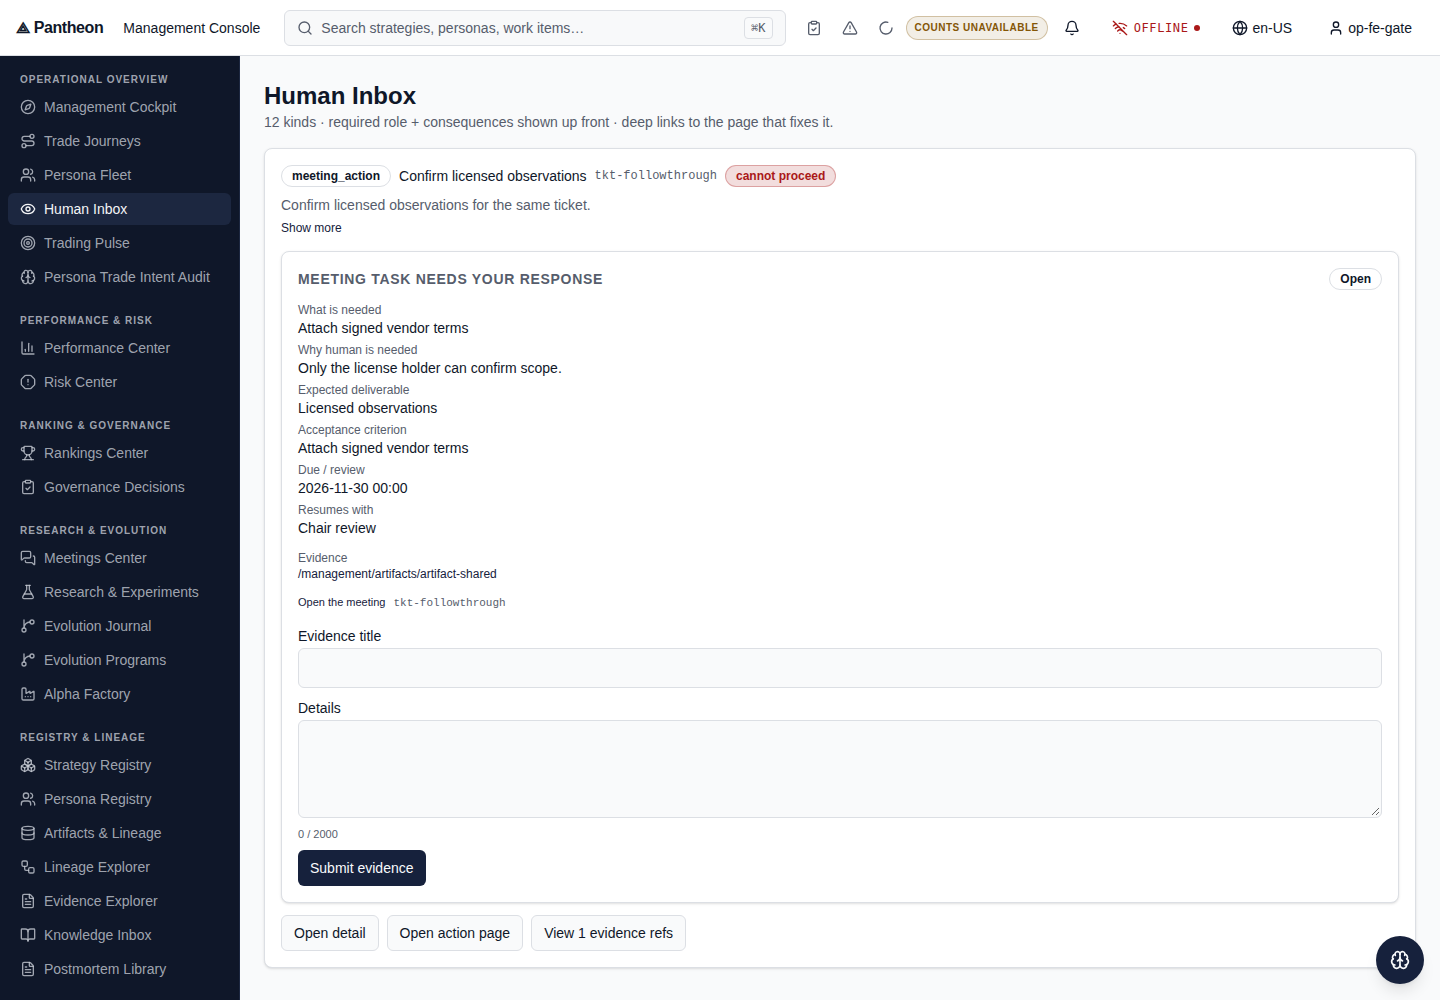 Pantheon
Management Console
Search strategies, personas, work items…
⌘K
COUNTS UNAVAILABLE
OFFLINE
en-US
op-fe-gate
OPERATIONAL OVERVIEW
Management Cockpit
Trade Journeys
Persona Fleet
Human Inbox
Trading Pulse
Persona Trade Intent Audit
PERFORMANCE & RISK
Performance Center
Risk Center
RANKING & GOVERNANCE
Rankings Center
Governance Decisions
RESEARCH & EVOLUTION
Meetings Center
Research & Experiments
Evolution Journal
Evolution Programs
Alpha Factory
REGISTRY & LINEAGE
Strategy Registry
Persona Registry
Artifacts & Lineage
Lineage Explorer
Evidence Explorer
Knowledge Inbox
Postmortem Library
Human Inbox
12 kinds · required role + consequences shown up front · deep links to the page that fixes it.
meeting_action Confirm licensed observations tkt-followthrough cannot proceed
Confirm licensed observations for the same ticket.
Show more
MEETING TASK NEEDS YOUR RESPONSE
Open
What is needed
Attach signed vendor terms
Why human is needed
Only the license holder can confirm scope.
Expected deliverable
Licensed observations
Acceptance criterion
Attach signed vendor terms
Due / review
2026-11-30 00:00
Resumes with
Chair review
Evidence
/management/artifacts/artifact-shared
Open the meeting tkt-followthrough
Evidence title
Details
0 / 2000
Submit evidence
Open detail
Open action page
View 1 evidence refs